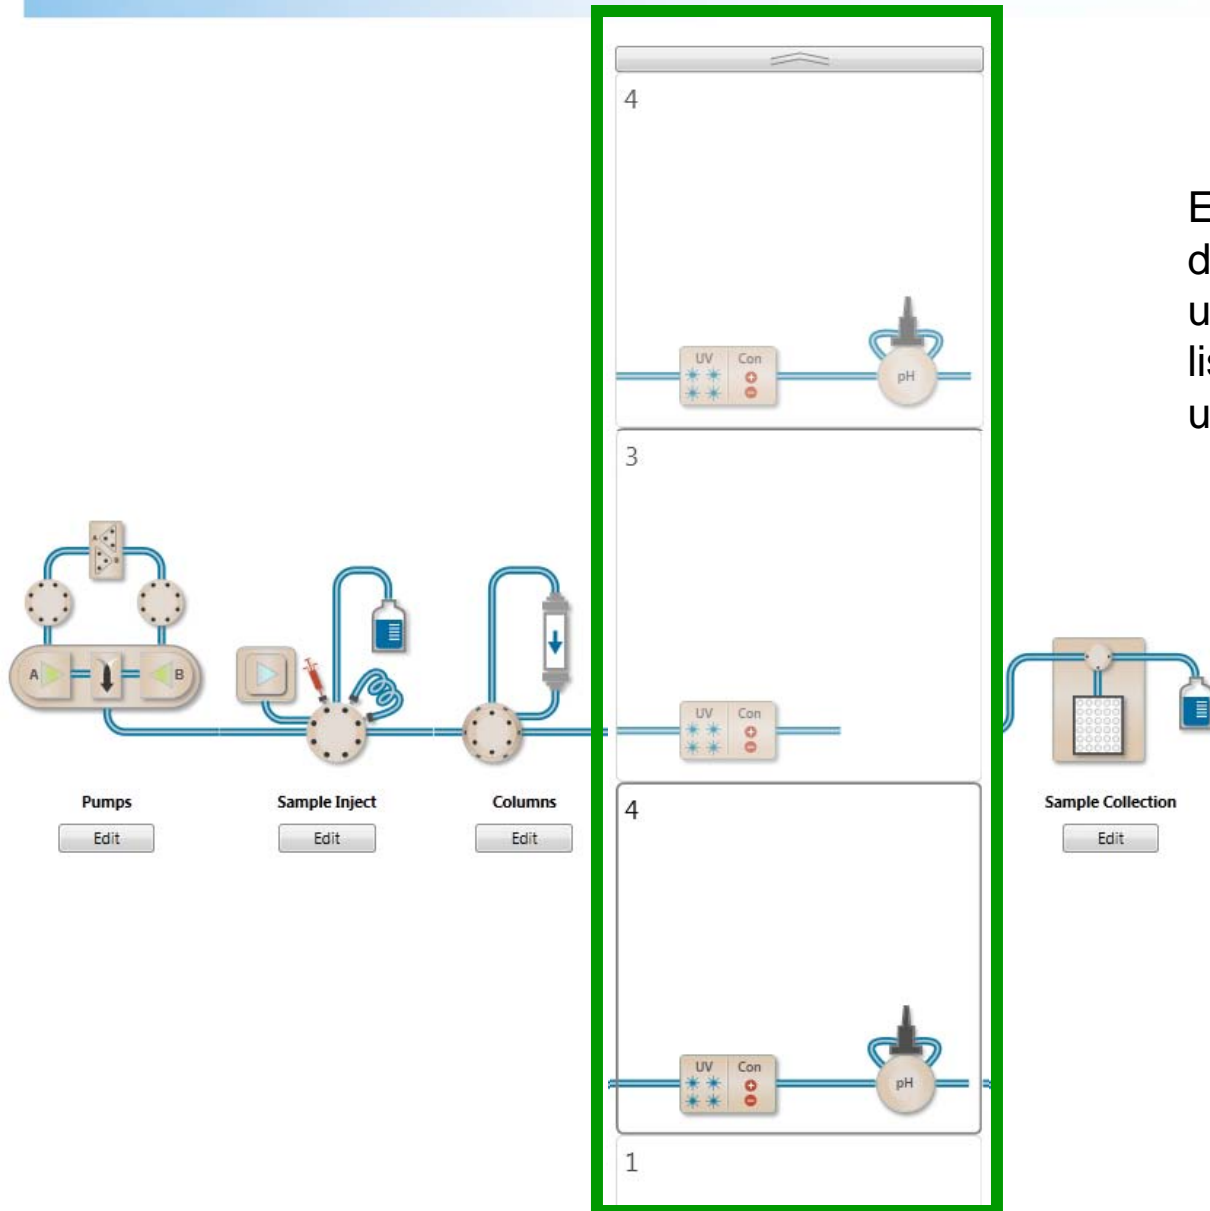 4
UV Con
pH
3
A B
A B
UV Con
Pumps
Edit
Sample Inject
Edit
Columns
Edit
4
UV Con
pH
1
Sample Collection
Edit